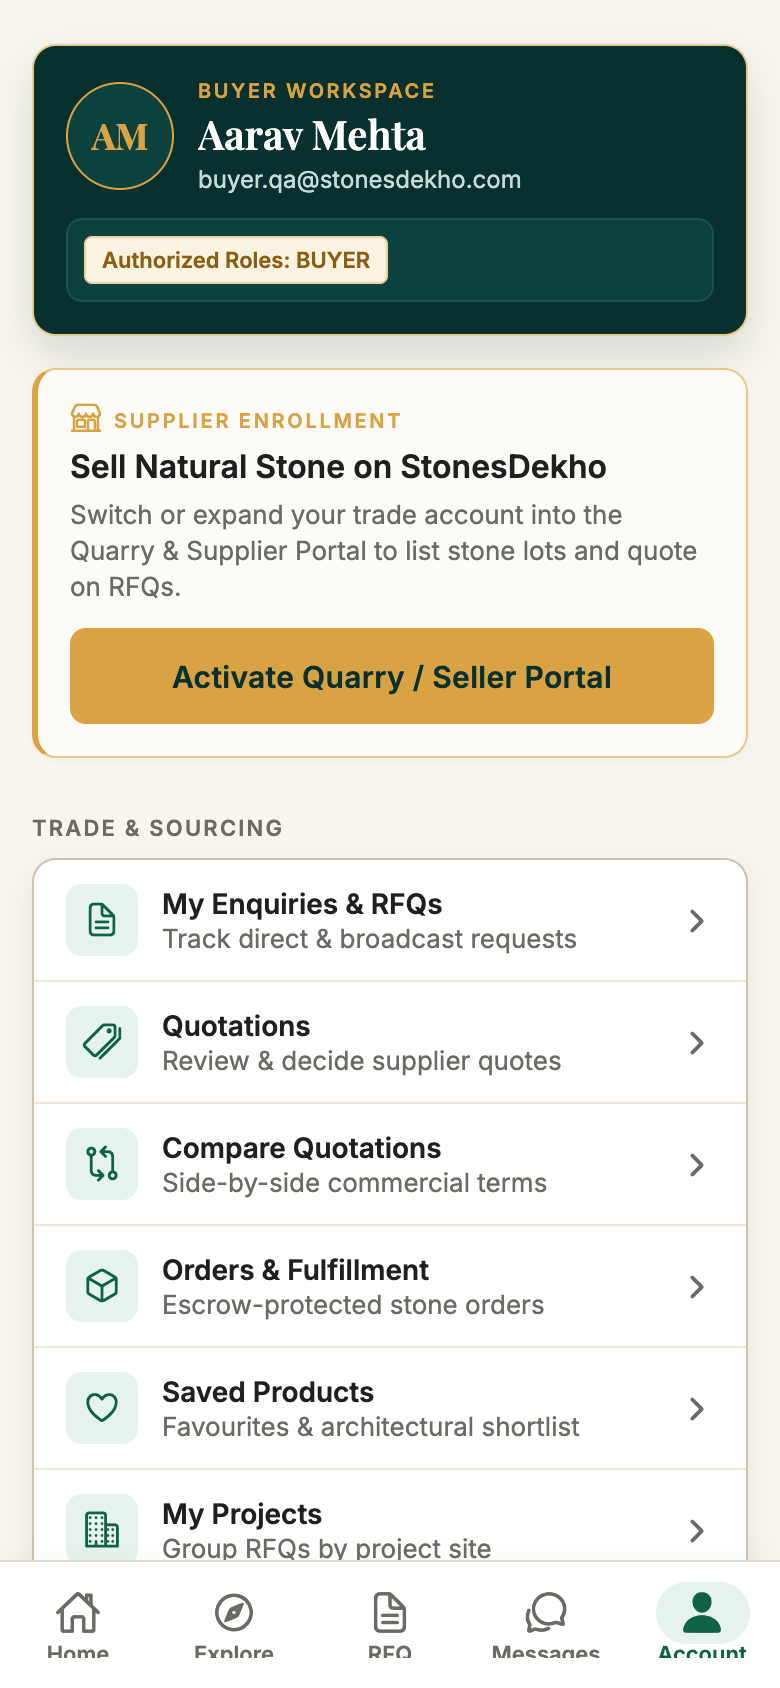 BUYER WORKSPACE
AM
Aarav Mehta
buyer.qa@stonesdekho.com
Authorized Roles: BUYER
SUPPLIER ENROLLMENT
Sell Natural Stone on StonesDekho
Switch or expand your trade account into the
Quarry & Supplier Portal to list stone lots and quote
on RFQs.
Activate Quarry / Seller Portal
TRADE & SOURCING
My Enquiries & RFQs
Track direct & broadcast requests
Quotations
Review & decide supplier quotes
Compare Quotations
Side-by-side commercial terms
Orders & Fulfillment
Escrow-protected stone orders
Saved Products
Favourites & architectural shortlist
My Projects
Group RFQs by project site
Home
Explore
RFQ
Messages
Account